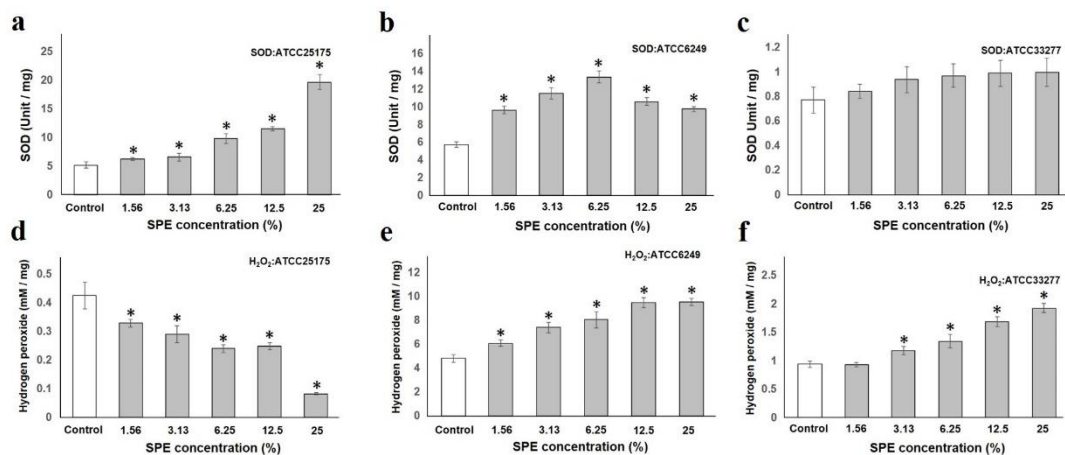 a
SOD:ATCC25175
SOD (Unit / mg)
25
20
15
10
5
0
* * * * *
Control 1.56 3.13 6.25 12.5 25
SPE concentration (%)
b
SOD:ATCC6249
SOD (Unit / mg)
16
14
12
10
8
6
4
2
0
* * * * *
Control 1.56 3.13 6.25 12.5 25
SPE concentration (%)
c
SOD:ATCC33277
SOD Umit / mg)
1.2
1
0.8
0.6
0.4
0.2
0
Control 1.56 3.13 6.25 12.5 25
SPE concentration (%)
d
H₂O₂:ATCC25175
Hydrogen peroxide (mM / mg)
0.5
0.4
0.3
0.2
0.1
0
* * * * *
Control 1.56 3.13 6.25 12.5 25
SPE concentration (%)
e
H₂O₂:ATCC6249
Hydrogen peroxide (mM / mg)
12
10
8
6
4
2
0
* * * * *
Control 1.56 3.13 6.25 12.5 25
SPE concentration (%)
f
H₂O₂:ATCC33277
Hydrogen peroxide (mM / mg)
2.5
2
1.5
1
0.5
0
* * * *
Control 1.56 3.13 6.25 12.5 25
SPE concentration (%)